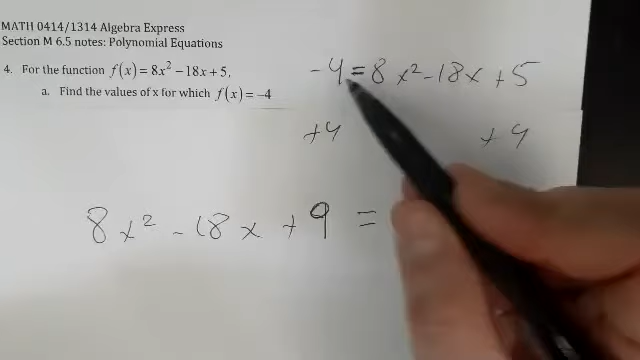 MATH 0414/1314 Algebra Express
Section M 6.5 notes: Polynomial Equations
4. For the function f(x) = 8x² − 18x + 5,
a. Find the values of x for which f(x) = −4
-4 = 8x² - 18x + 5
+4 +4
8x² - 18x + 9 =